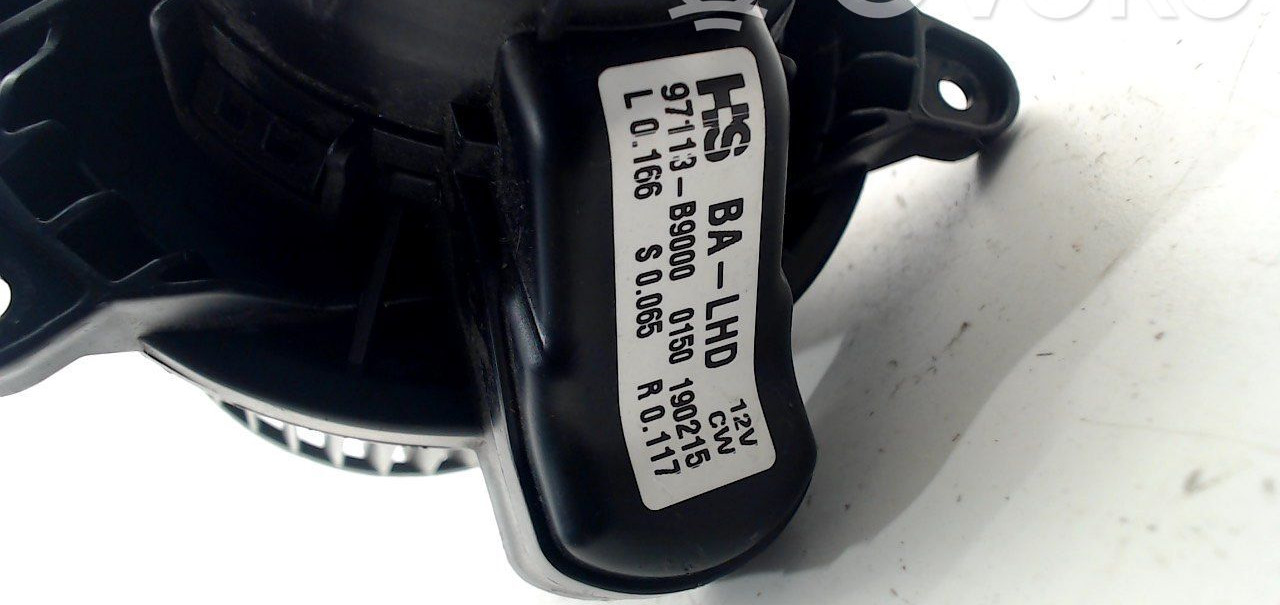 HS BA-LHD 12V CW
97113-B9000 0150 190215
L 0.166 S 0.065 R 0.117